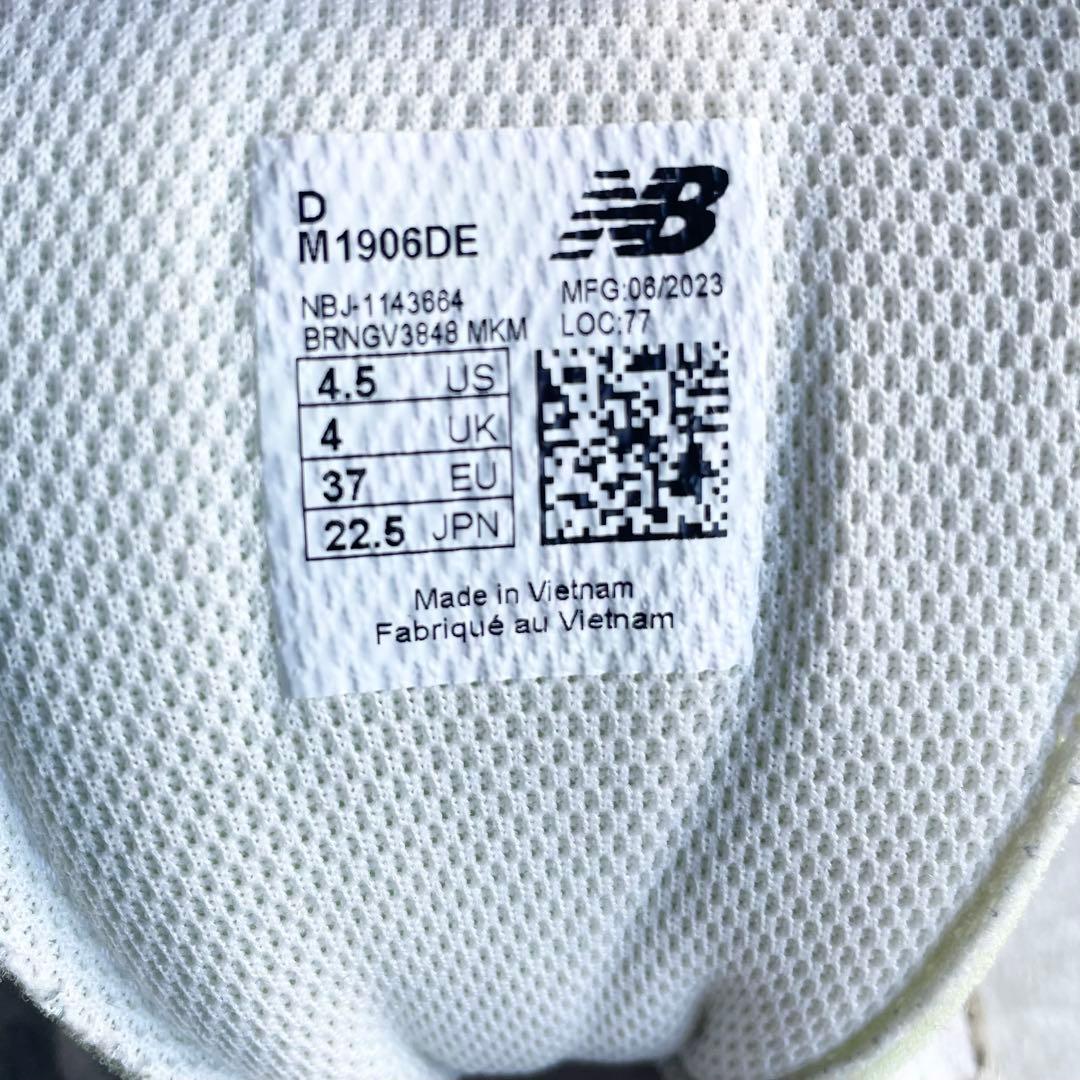 D
M1906DE
NB
NBJ-1143664
BRNGV3848 MKM
MFG:06/2023
LOC:77
4.5 US
4 UK
37 EU
22.5 JPN
Made in Vietnam
Fabriqué au Vietnam